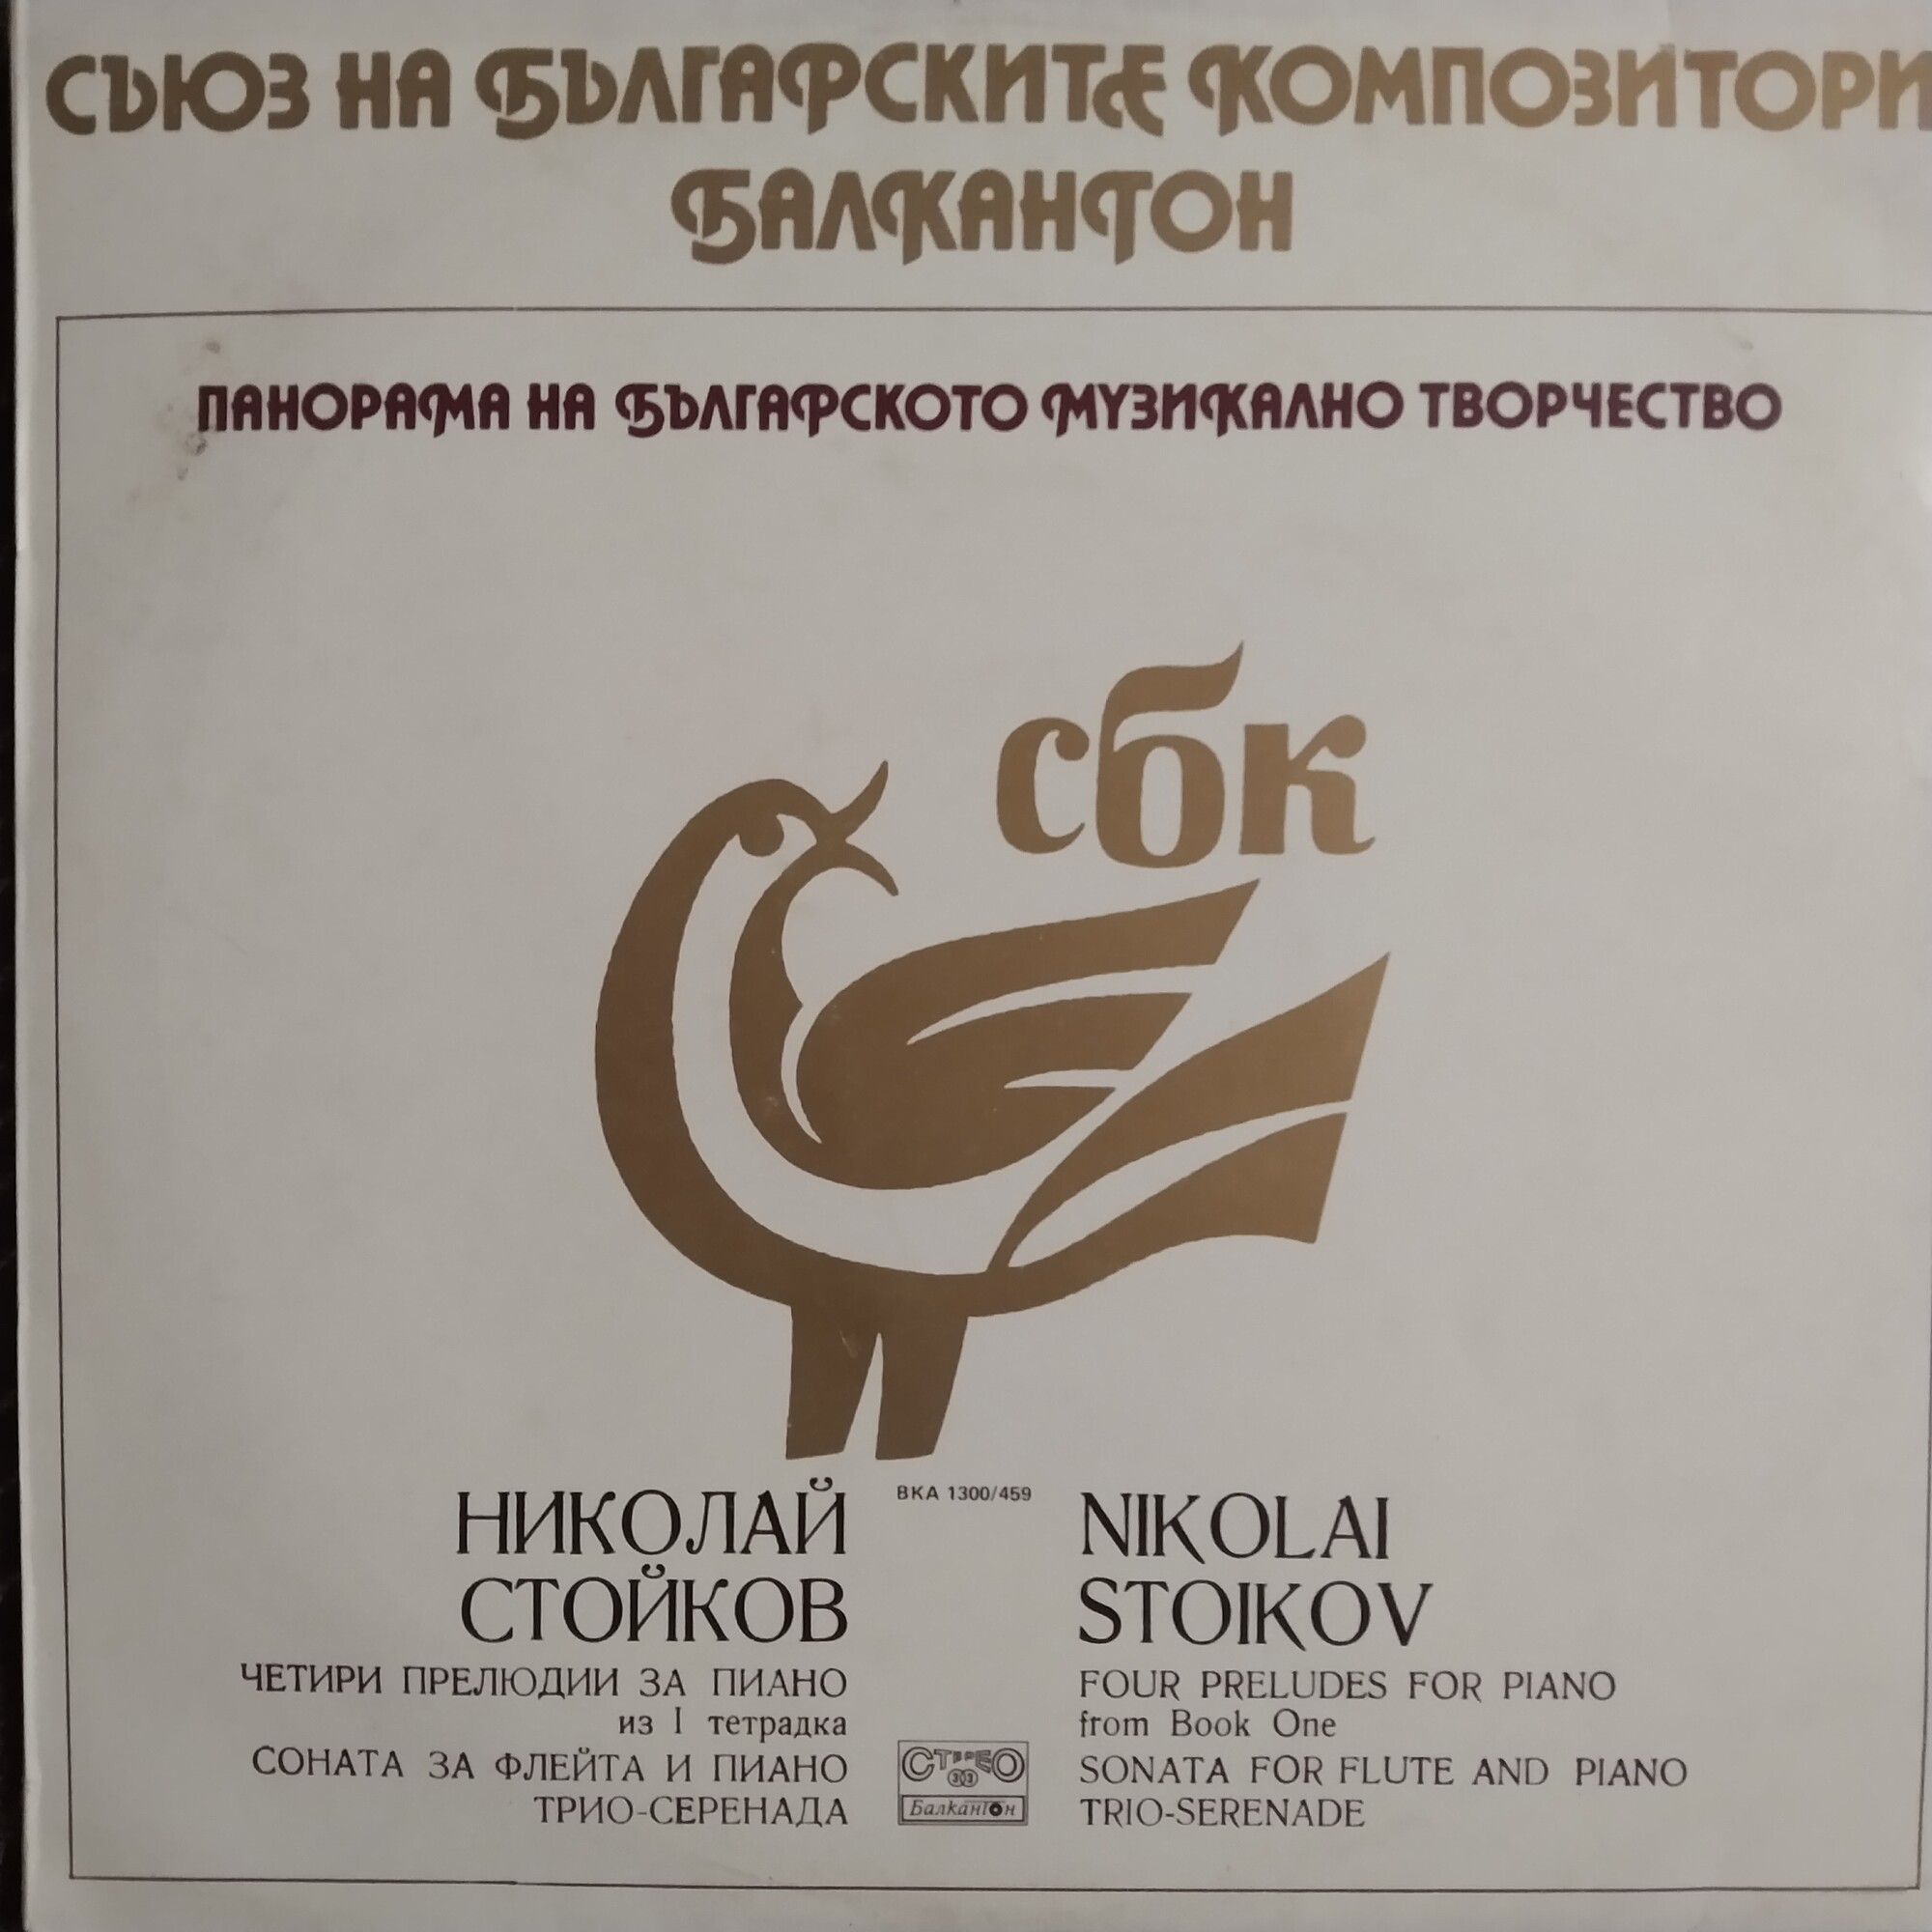 СЪЮЗ НА БЪЛГАРСКИТЕ КОМПОЗИТОРИ
БАЛКАНТОН
ПАНОРАМА НА БЪЛГАРСКОТО МУЗИКАЛНО ТВОРЧЕСТВО
сбк
ВКА 1300/459
НИКОЛАЙ
СТОЙКОВ
ЧЕТИРИ ПРЕЛЮДИИ ЗА ПИАНО
из I тетрадка
СОНАТА ЗА ФЛЕЙТА И ПИАНО
ТРИО-СЕРЕНАДА
NIKOLAI
STOIKOV
FOUR PRELUDES FOR PIANO
from Book One
SONATA FOR FLUTE AND PIANO
TRIO-SERENADE
СТЕРЕО
33
Балкантон